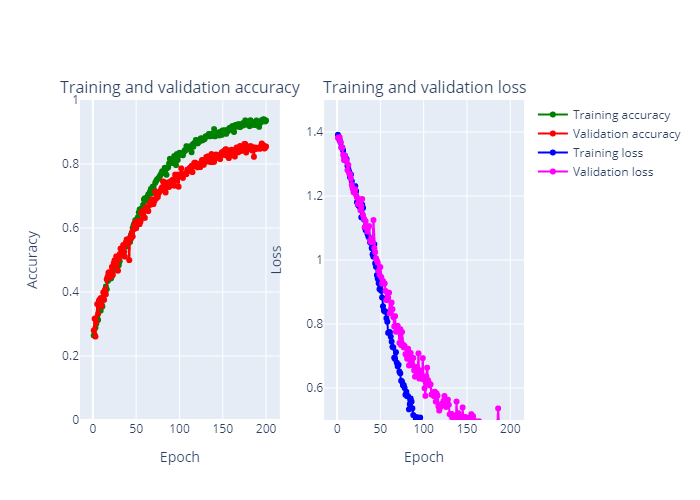 Training and validation accuracy
Training and validation loss
Training accuracy
Validation accuracy
Training loss
Validation loss
1
0.8
0.6
0.4
0.2
0
Accuracy
0 50 100 150 200
Epoch
1.4
1.2
1
0.8
0.6
Loss
0 50 100 150 200
Epoch